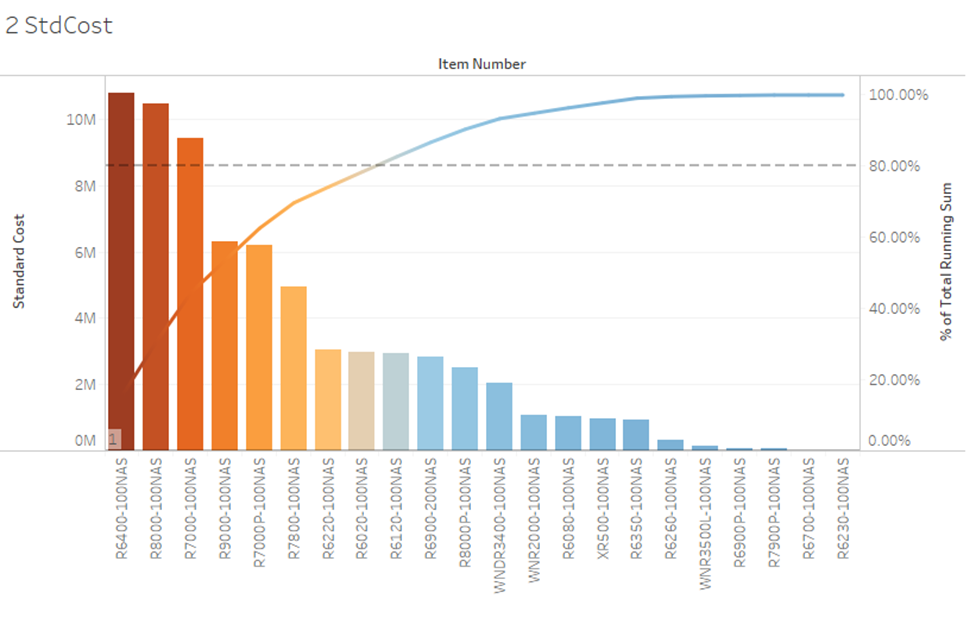 2 StdCost
Item Number
Standard Cost
10M
8M
6M
4M
2M
0M
1
100.00%
80.00%
60.00%
40.00%
20.00%
0.00%
% of Total Running Sum
R6400-100NAS
R8000-100NAS
R7000-100NAS
R9000-100NAS
R7000P-100NAS
R7800-100NAS
R6220-100NAS
R6020-100NAS
R6120-100NAS
R6900-200NAS
R8000P-100NAS
WNDR3400-100NAS
WNR2000-100NAS
R6080-100NAS
XR500-100NAS
R6350-100NAS
R6260-100NAS
WNR3500L-100NAS
R6900P-100NAS
R7900P-100NAS
R6700-100NAS
R6230-100NAS